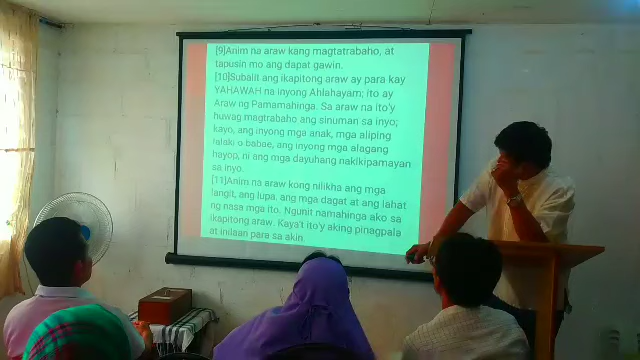 [9]Anim na araw kang magtatrabaho, at
tapusin mo ang dapat gawin.
[10]Subalit ang ikapitong araw ay para kay
YAHAWAH na inyong Ahlahayam; ito ay
Araw ng Pamamahinga. Sa araw na ito'y
huwag magtrabaho ang sinuman sa inyo;
kayo, ang inyong mga anak, mga aliping
lalaki o babae, ang inyong mga alagang
hayop, ni ang mga dayuhang nakikipamayan
sa inyo.
[11]Anim na araw kong nilikha ang mga
langit, ang lupa, ang mga dagat at ang lahat
ng nasa mga ito. Ngunit namahinga ako sa
ikapitong araw. Kaya't ito'y aking pinagpala
at inilaan para sa akin.